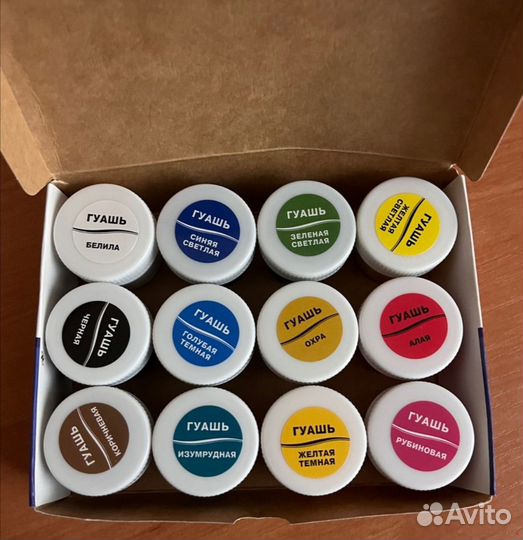 ГУАШЬ
БЕЛИЛА
ГУАШЬ
СИНЯЯ
СВЕТЛАЯ
ГУАШЬ
ЗЕЛЕНАЯ
СВЕТЛАЯ
ГУАШЬ
ЖЕЛТАЯ
СВЕТЛАЯ
ГУАШЬ
ЧЕРНАЯ
ГУАШЬ
ГОЛУБАЯ
ТЕМНАЯ
ГУАШЬ
ОХРА
ГУАШЬ
АЛАЯ
ГУАШЬ
КОРИЧНЕВАЯ
ГУАШЬ
ИЗУМРУДНАЯ
ГУАШЬ
ЖЕЛТАЯ
ТЕМНАЯ
ГУАШЬ
РУБИНОВАЯ
Avito